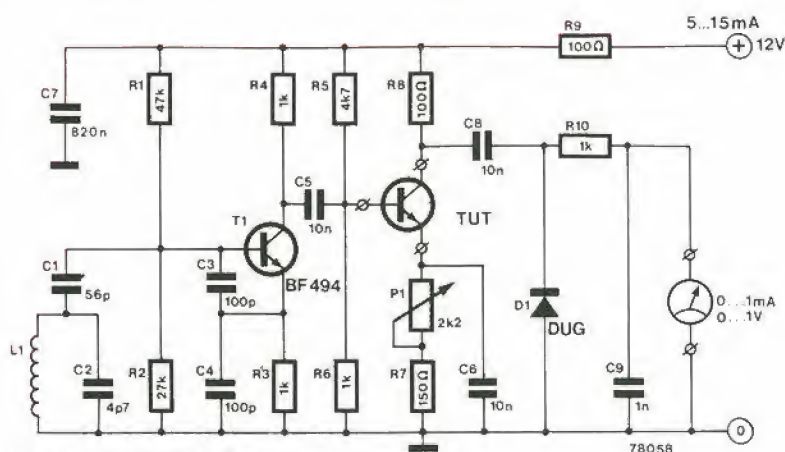 5...15mA
R9
100Ω
+
12V
R1
47k
R4
1k
R5
4k7
R8
100Ω
C7
820n
C8
10n
R10
1k
C5
10n
T1
BF494
TUT
C1
56p
C3
100p
P1
2k2
D1
DUG
0...1mA
0...1V
L1
C2
4p7
R2
27k
C4
100p
R3
1k
R6
1k
R7
150Ω
C6
10n
C9
1n
0
78058